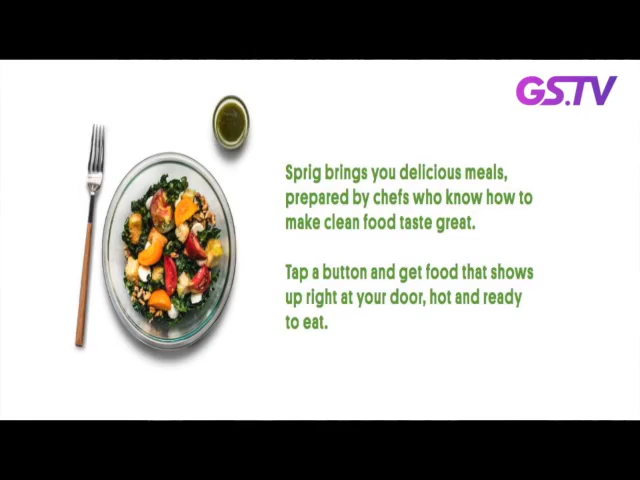 GS.TV
Sprig brings you delicious meals,
prepared by chefs who know how to
make clean food taste great.
Tap a button and get food that shows
up right at your door, hot and ready
to eat.